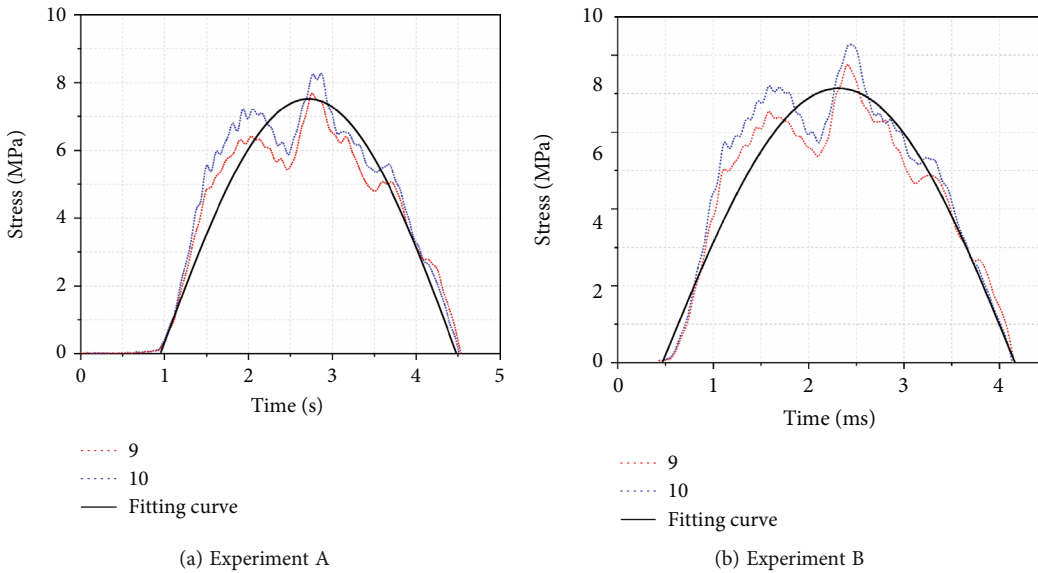 10
8
6
4
2
0
Stress (MPa)
0 1 2 3 4 5
Time (s)
9
10
Fitting curve
(a) Experiment A
10
8
6
4
2
0
Stress (MPa)
0 1 2 3 4
Time (ms)
9
10
Fitting curve
(b) Experiment B